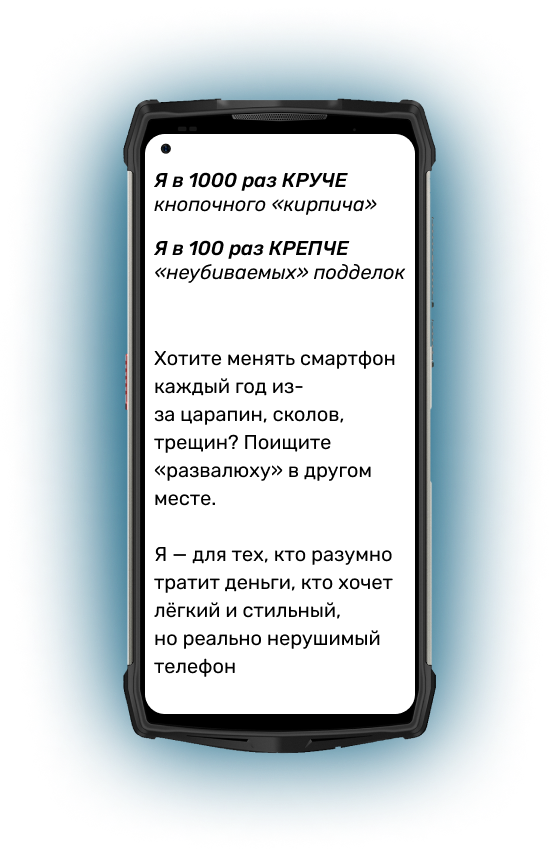 Я в 1000 раз КРУЧЕ
кнопочного «кирпича»
Я в 100 раз КРЕПЧЕ
«неубиваемых» подделок
Хотите менять смартфон
каждый год из-
за царапин, сколов,
трещин? Поищите
«развалюху» в другом
месте.
Я — для тех, кто разумно
тратит деньги, кто хочет
лёгкий и стильный,
но реально нерушимый
телефон